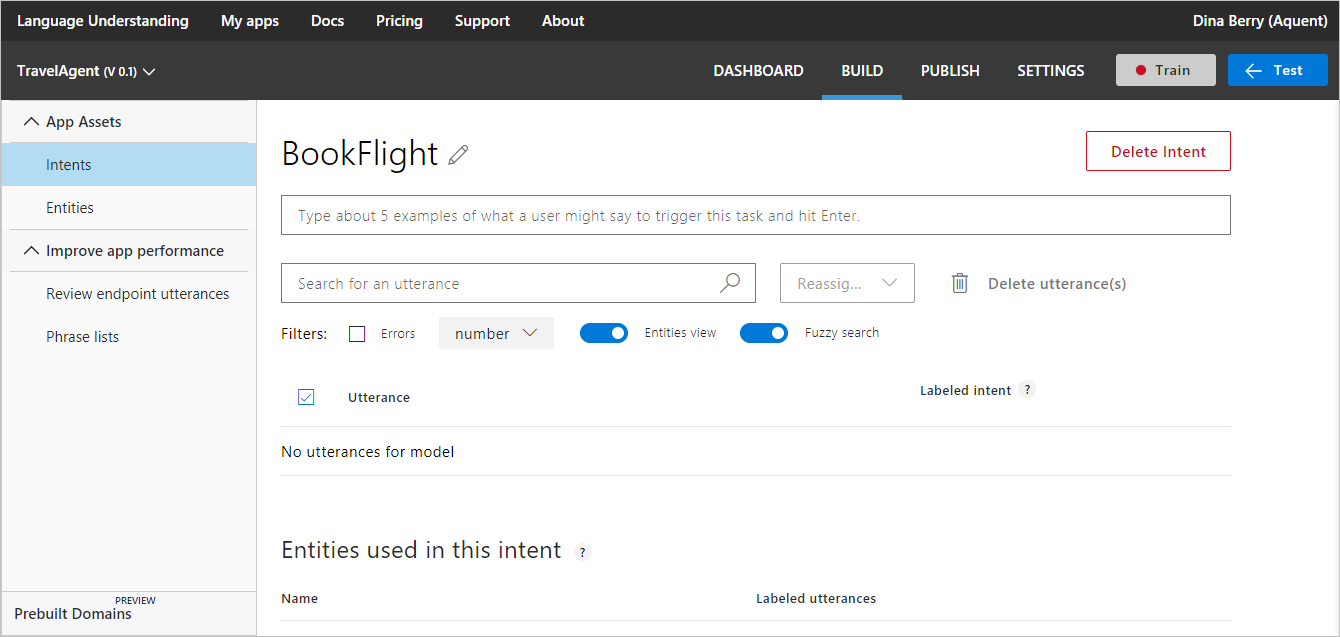 Language Understanding My apps Docs Pricing Support About Dina Berry (Aquent)
TravelAgent (V 0.1) DASHBOARD BUILD PUBLISH SETTINGS Train Test
App Assets
Intents
Entities
Improve app performance
Review endpoint utterances
Phrase lists
PREVIEW
Prebuilt Domains
BookFlight
Delete Intent
Type about 5 examples of what a user might say to trigger this task and hit Enter.
Search for an utterance Reassig... Delete utterance(s)
Filters: Errors number Entities view Fuzzy search
Utterance Labeled intent ?
No utterances for model
Entities used in this intent ?
Name Labeled utterances